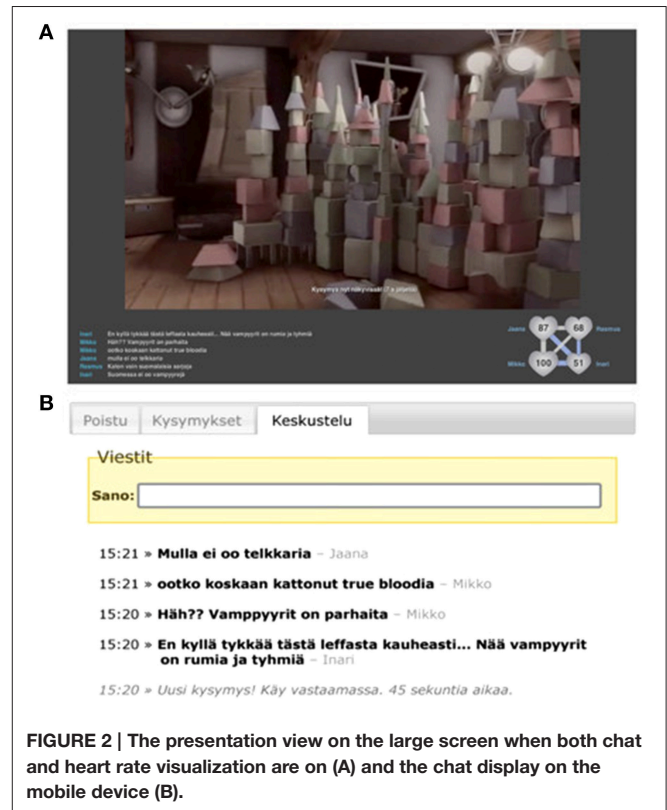 A
Kysymys nyt näkyvissä! (7 s jäljellä)
Inari En kyllä tykkää tästä leffasta kauheasti... Nää vampyyrit on rumia ja tyhmiä
Mikko Häh?? Vamppyyrit on parhaita
Mikko ootko koskaan kattonut true bloodia
Jaana mulla ei oo telkkaria
Rasmus Katen vain suomalaisia sarjoja
Inari Suomessa ei oo vamppyrejä
Jaana 87 68 Rasmus
Mikko 100 51 Inari
B
Poistu Kysymykset Keskustelu
Viestit
Sano:
15:21 » Mulla ei oo telkkaria – Jaana
15:21 » ootko koskaan kattonut true bloodia – Mikko
15:20 » Häh?? Vamppyyrit on parhaita – Mikko
15:20 » En kyllä tykkää tästä leffasta kauheasti... Nää vampyyrit
on rumia ja tyhmiä – Inari
15:20 » Uusi kysymys! Käy vastaamassa. 45 sekuntia aikaa.
FIGURE 2 | The presentation view on the large screen when both chat
and heart rate visualization are on (A) and the chat display on the
mobile device (B).